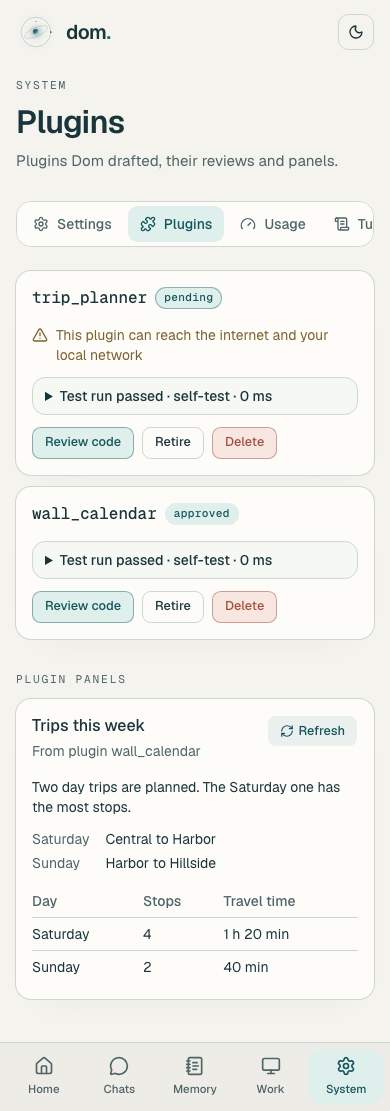 dom.
SYSTEM
Plugins
Plugins Dom drafted, their reviews and panels.
Settings Plugins Usage Tu
trip_planner pending
This plugin can reach the internet and your
local network
Test run passed · self-test · 0 ms
Review code Retire Delete
wall_calendar approved
Test run passed · self-test · 0 ms
Review code Retire Delete
PLUGIN PANELS
Trips this week Refresh
From plugin wall_calendar
Two day trips are planned. The Saturday one has
the most stops.
Saturday Central to Harbor
Sunday Harbor to Hillside
Day Stops Travel time
Saturday 4 1 h 20 min
Sunday 2 40 min
Home Chats Memory Work System